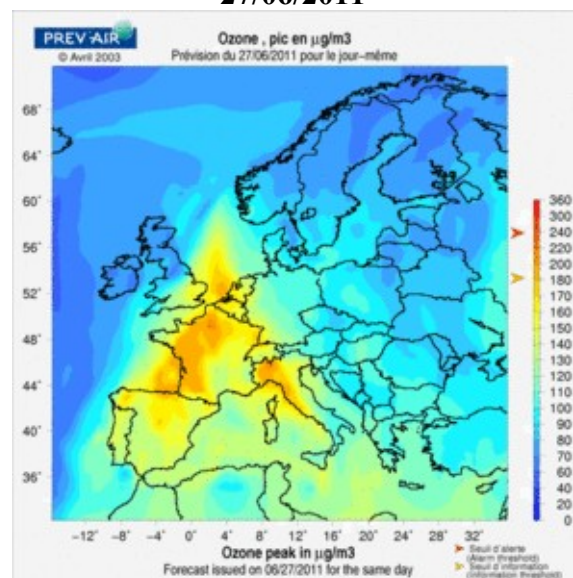 27/06/2011
PREV'AIR
© Avril 2003
Ozone , pic en µg/m3
Prévision du 27/06/2011 pour le jour-même
68°
64°
60°
56°
52°
48°
44°
40°
36°
-12° -8° -4° 0° 4° 8° 12° 16° 20° 24° 28° 32°
360
300
240
200
180
170
160
150
140
130
120
110
100
90
80
70
60
50
40
20
0
Ozone peak in µg/m3
Forecast issued on 06/27/2011 for the same day
Seuil d'alerte
(Alarm threshold)
Seuil d'information
(Information threshold)